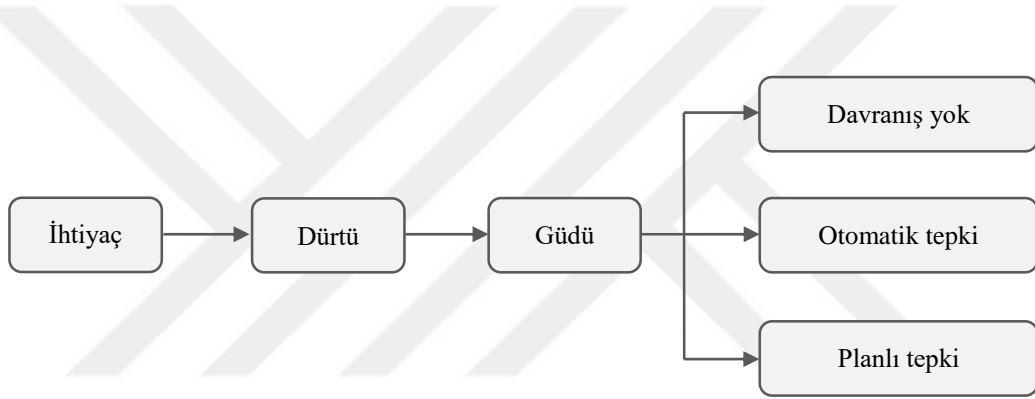 Davranış yok
İhtiyaç
Dürtü
Güdü
Otomatik tepki
Planlı tepki